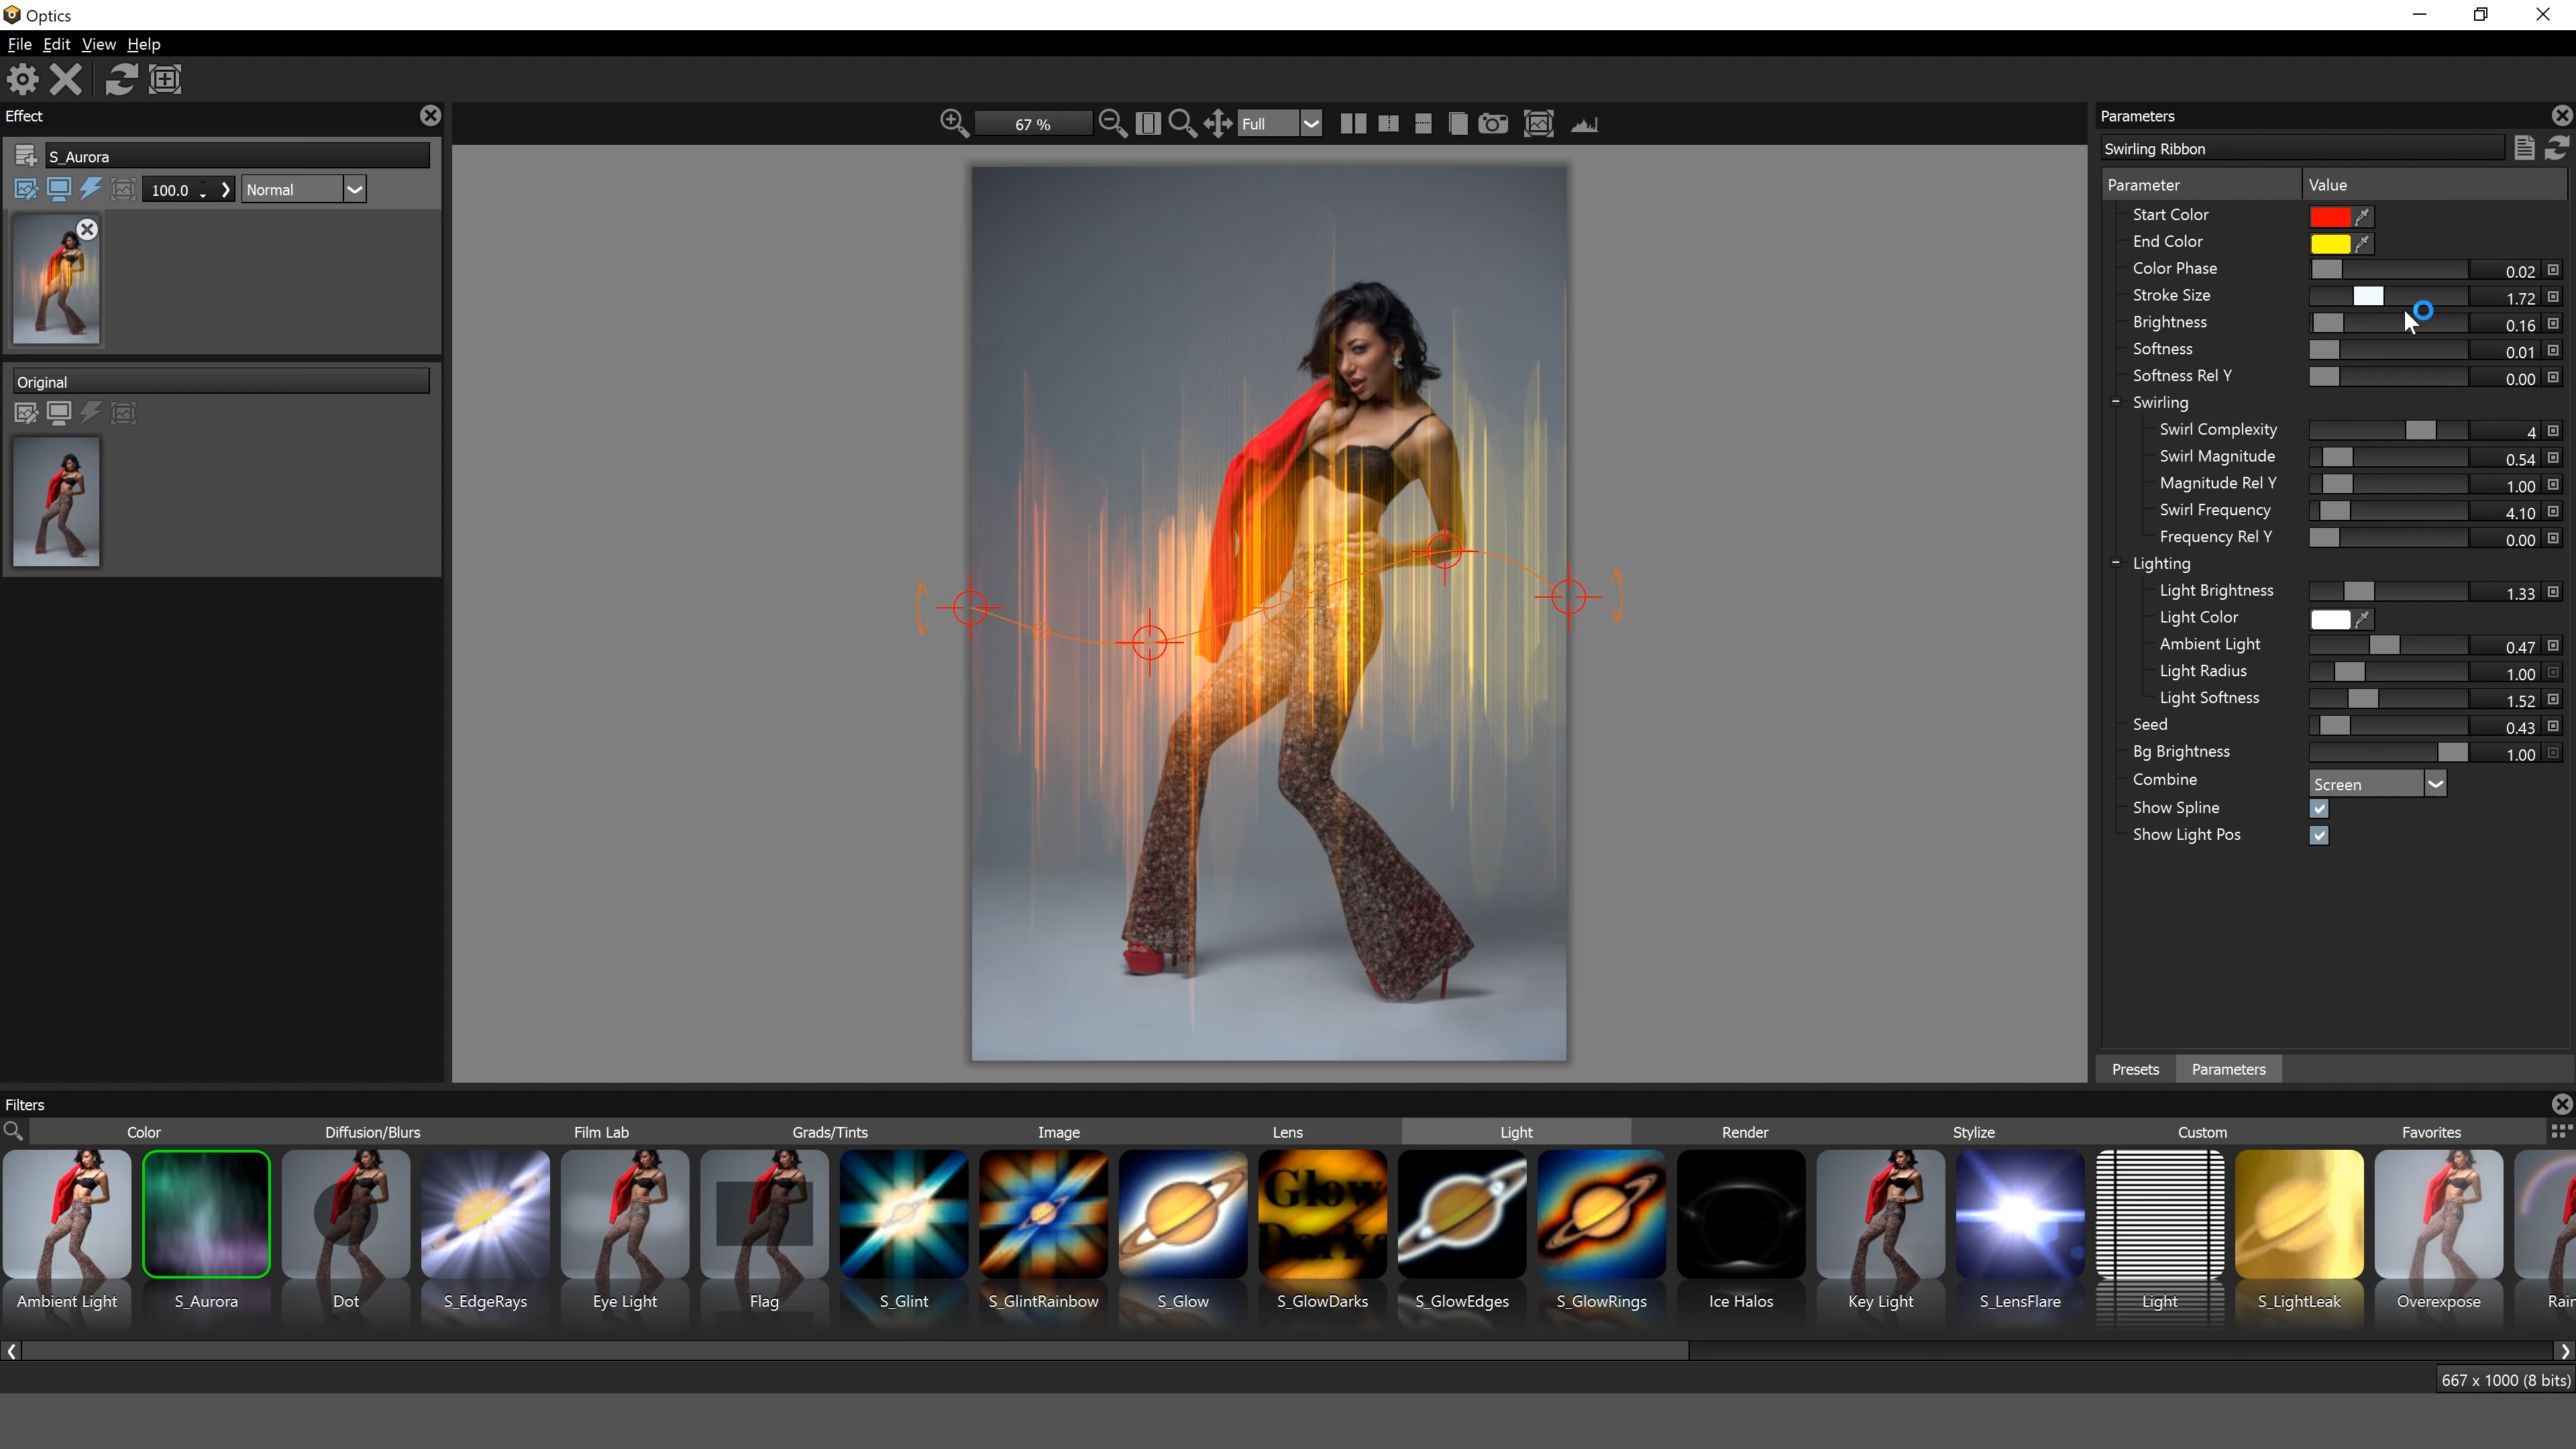 Optics
File Edit View Help
Effect
S_Aurora
100.0 Normal
Original
67 % Full
Parameters
Swirling Ribbon
Parameter Value
Start Color
End Color
Color Phase 0.02
Stroke Size 1.72
Brightness 0.16
Softness 0.01
Softness Rel Y 0.00
Swirling
Swirl Complexity 4
Swirl Magnitude 0.54
Magnitude Rel Y 1.00
Swirl Frequency 4.10
Frequency Rel Y 0.00
Lighting
Light Brightness 1.33
Light Color
Ambient Light 0.47
Light Radius 1.00
Light Softness 1.52
Seed 0.43
Bg Brightness 1.00
Combine Screen
Show Spline
Show Light Pos
Presets Parameters
Filters
Color Diffusion/Blurs Film Lab Grads/Tints Image Lens Light Render Stylize Custom Favorites
Glow
Darks
Ambient Light S_Aurora Dot S_EdgeRays Eye Light Flag S_Glint S_GlintRainbow S_Glow S_GlowDarks S_GlowEdges S_GlowRings Ice Halos Key Light S_LensFlare Light S_LightLeak Overexpose
667 x 1000 (8 bits)